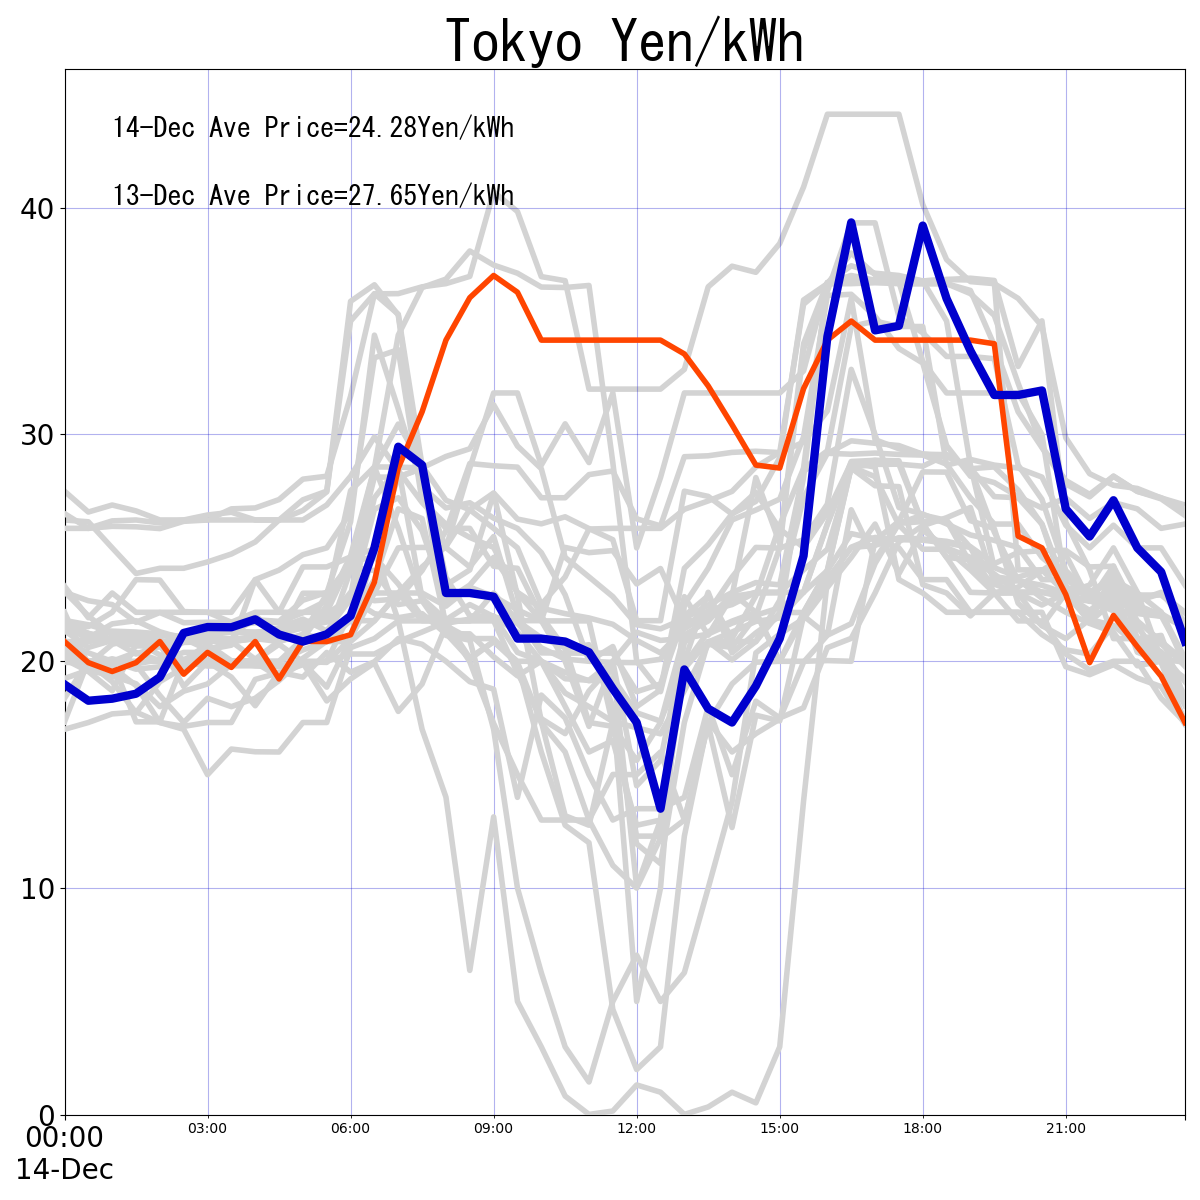 Tokyo Yen/kWh
14-Dec Ave Price=24.28Yen/kWh
13-Dec Ave Price=27.65Yen/kWh
40
30
20
10
0
00:00 03:00 06:00 09:00 12:00 15:00 18:00 21:00
14-Dec